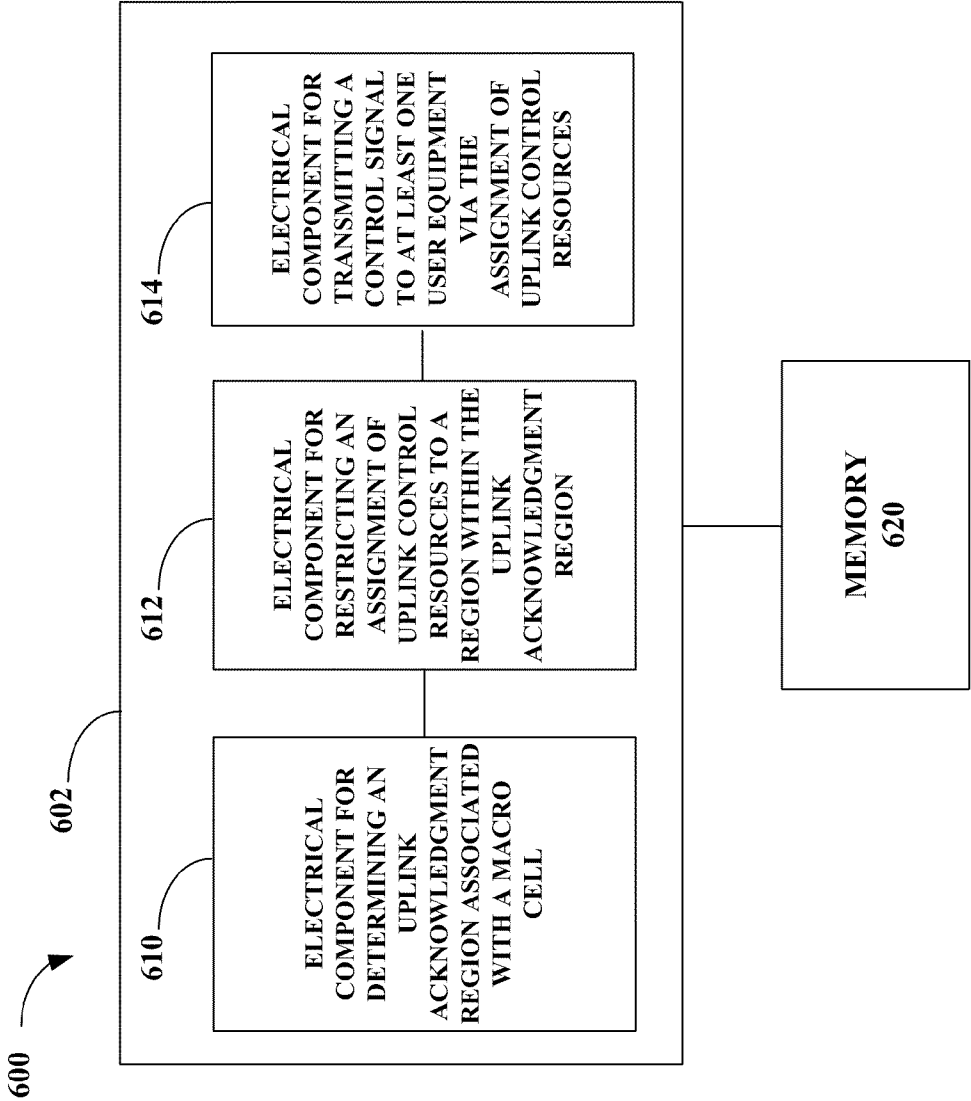 600
602
610
ELECTRICAL
COMPONENT FOR
DETERMINING AN
UPLINK
ACKNOWLEDGMENT
REGION ASSOCIATED
WITH A MACRO
CELL
612
ELECTRICAL
COMPONENT FOR
RESTRICTING AN
ASSIGNMENT OF
UPLINK CONTROL
RESOURCES TO A
REGION WITHIN THE
UPLINK
ACKNOWLEDGMENT
REGION
614
ELECTRICAL
COMPONENT FOR
TRANSMITTING A
CONTROL SIGNAL
TO AT LEAST ONE
USER EQUIPMENT
VIA THE
ASSIGNMENT OF
UPLINK CONTROL
RESOURCES
MEMORY
620